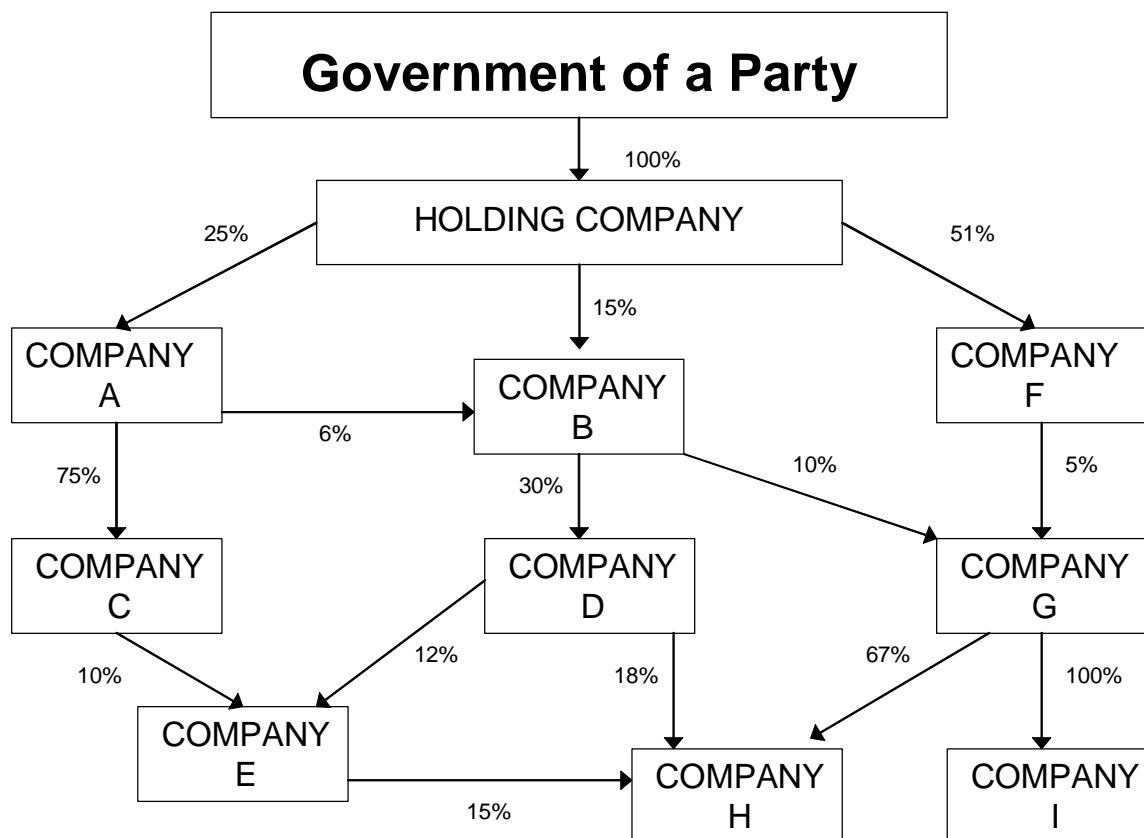 Government of a Party
100%
HOLDING COMPANY
25%
51%
15%
COMPANY
A
COMPANY
B
COMPANY
F
6%
75%
30%
10%
5%
COMPANY
C
COMPANY
D
COMPANY
G
10%
12%
18%
67%
100%
COMPANY
E
COMPANY
H
COMPANY
I
15%